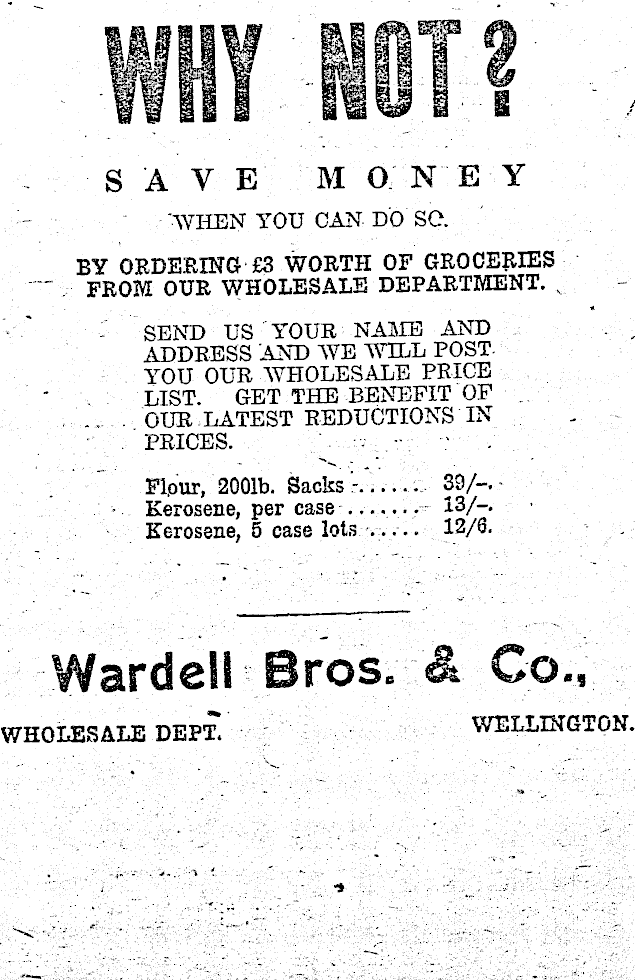 WHY NOT?
SAVE MONEY
WHEN YOU CAN DO SO.
BY ORDERING £3 WORTH OF GROCERIES
FROM OUR WHOLESALE DEPARTMENT.
SEND US YOUR NAME AND
ADDRESS AND WE WILL POST
YOU OUR WHOLESALE PRICE
LIST. GET THE BENEFIT OF
OUR LATEST REDUCTIONS IN
PRICES.
Flour, 200lb. Sacks ....... 39/-.
Kerosene, per case ....... 13/-.
Kerosene, 5 case lots ..... 12/6.
Wardell Bros. & Co.,
WHOLESALE DEPT. WELLINGTON.